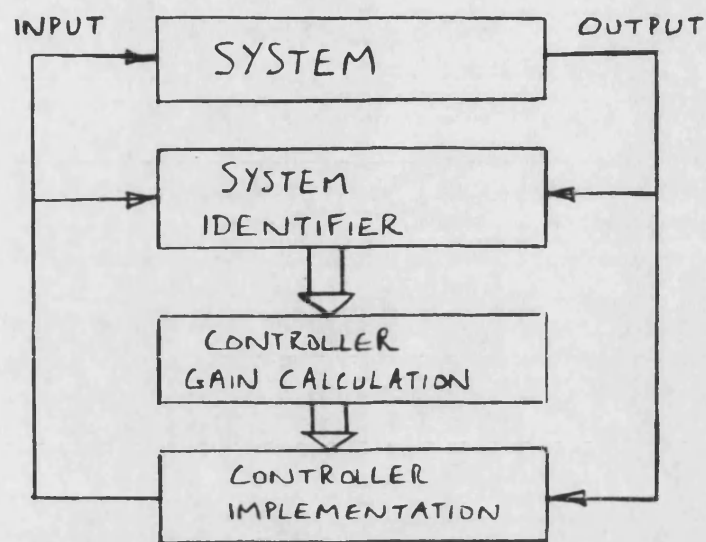 INPUT
OUTPUT
SYSTEM
SYSTEM
IDENTIFIER
CONTROLLER
GAIN CALCULATION
CONTROLLER
IMPLEMENTATION